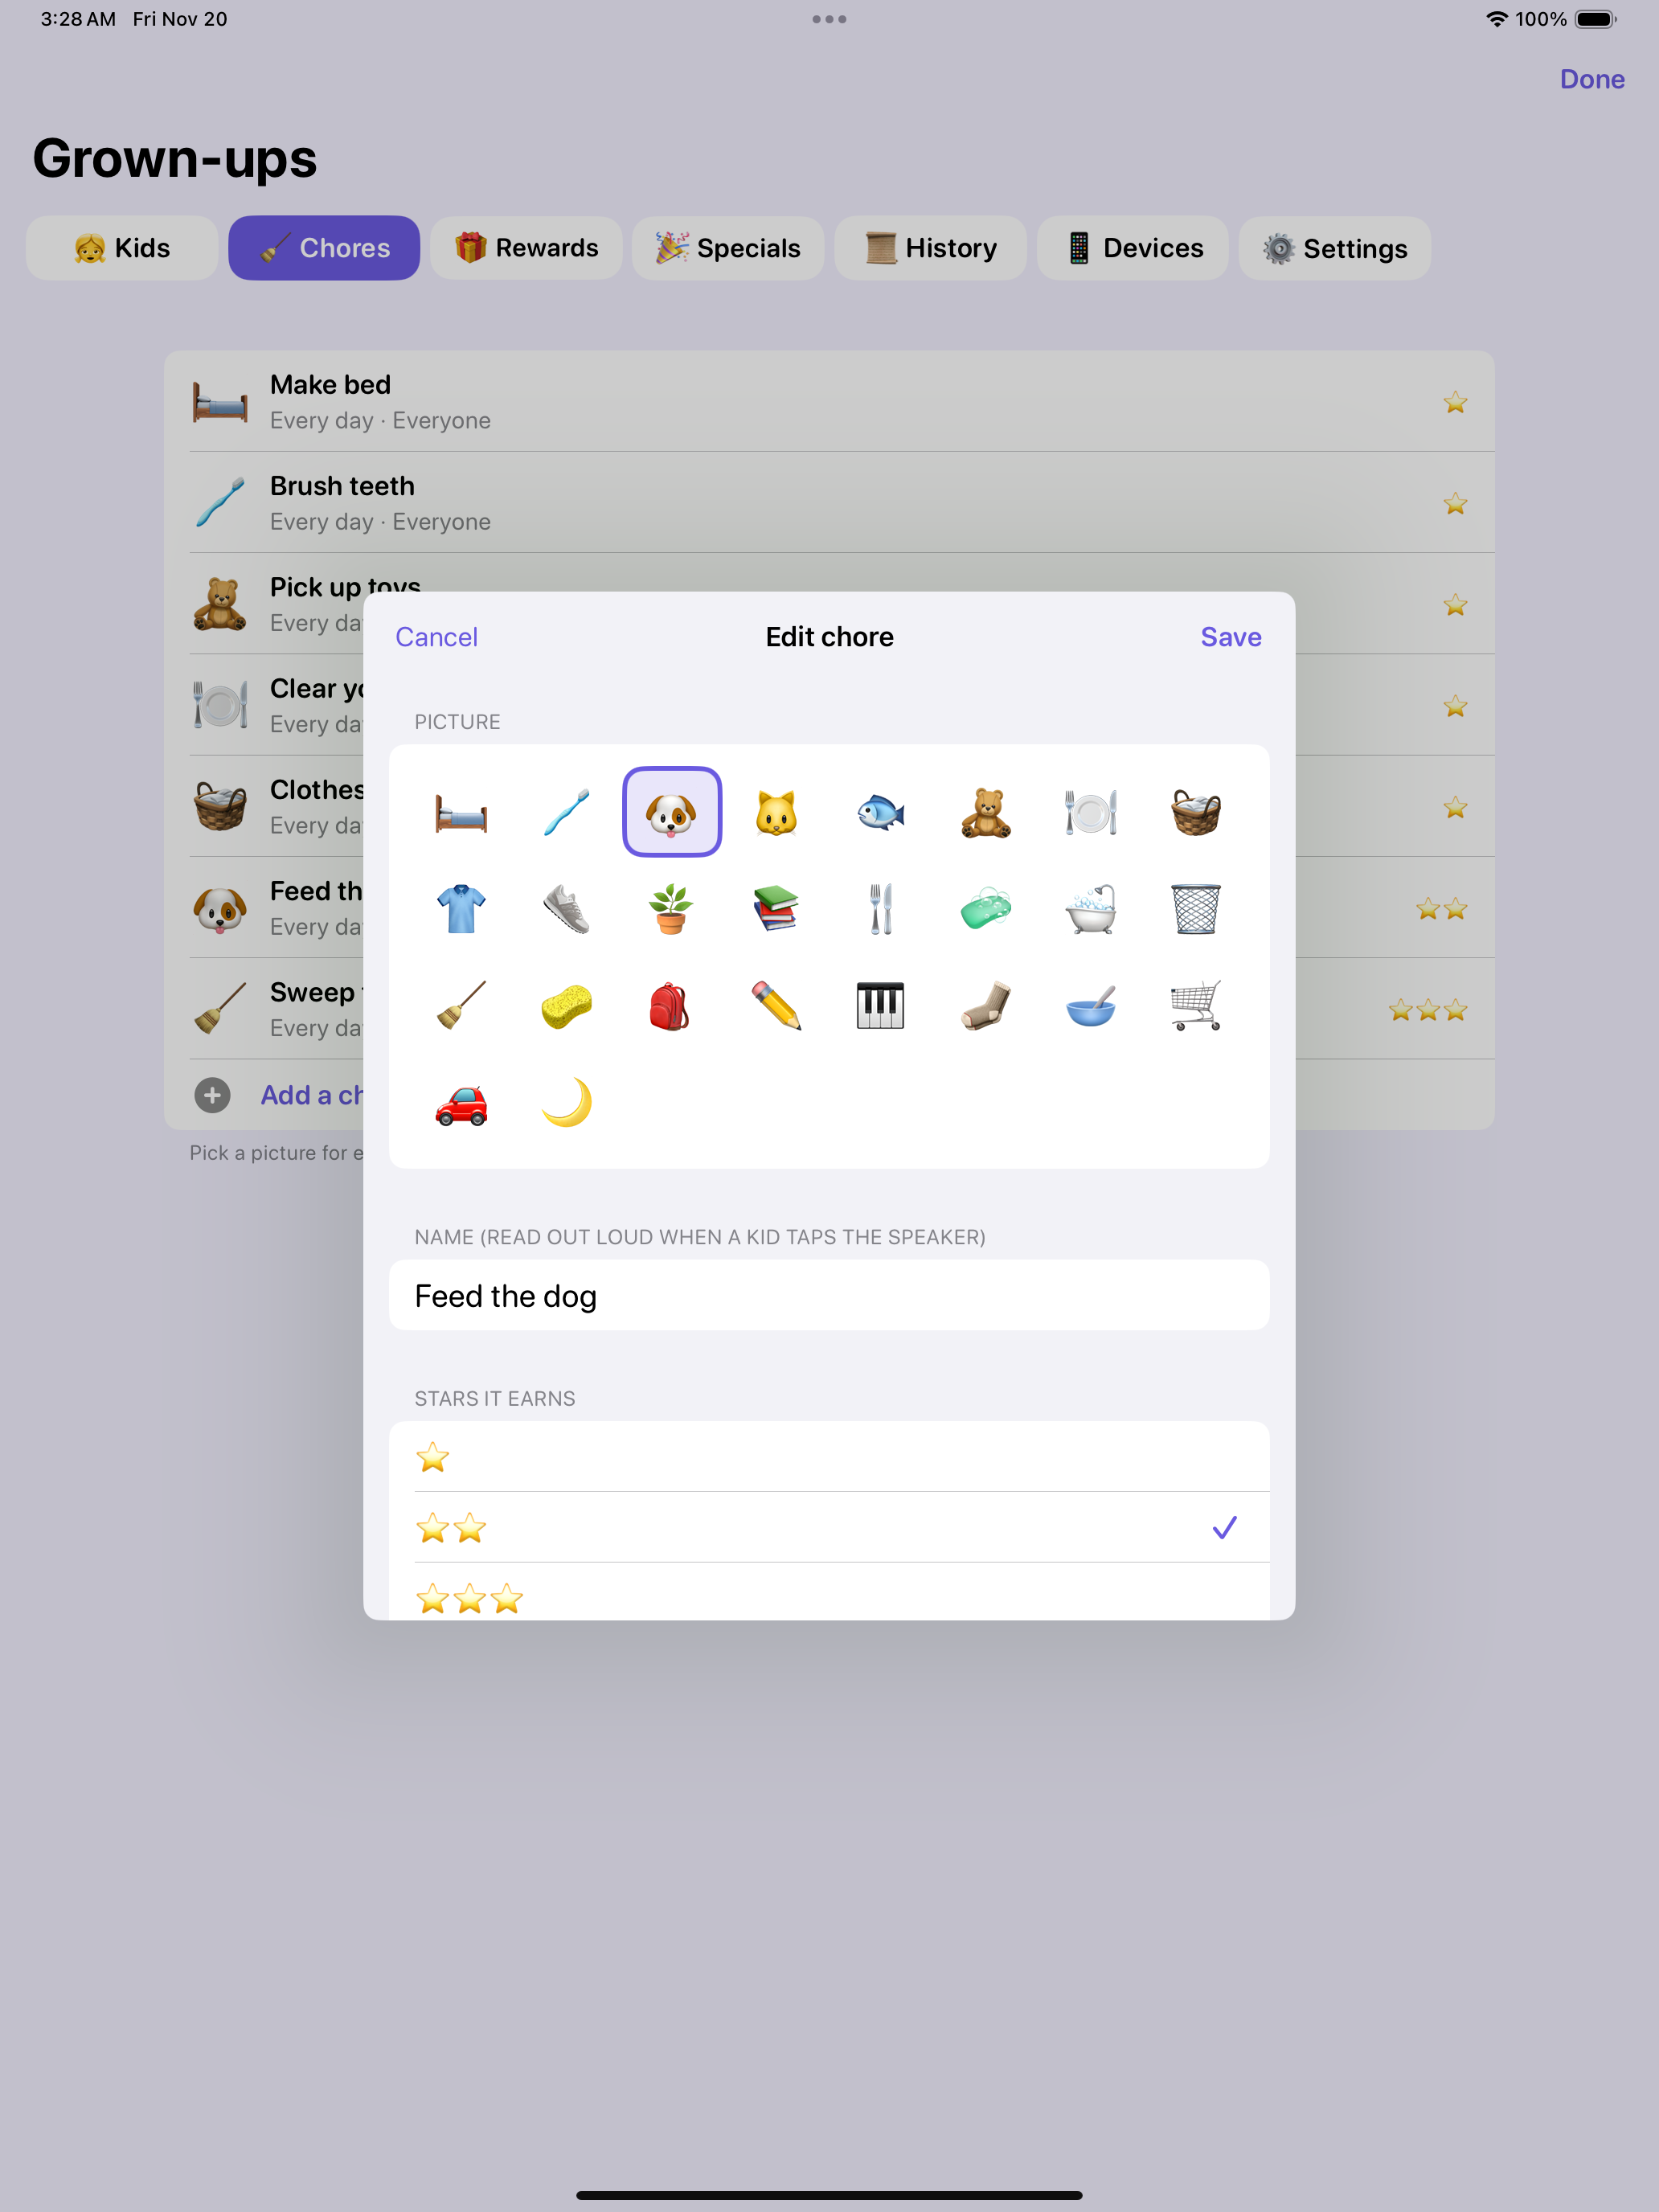 3:28 AM Fri Nov 20
100%
Done
Grown-ups
Kids
Chores
Rewards
Specials
History
Devices
Settings
Make bed
Every day · Everyone
Brush teeth
Every day · Everyone
Pick up toys
Every da
Clear yo
Every da
Clothes
Every da
Feed th
Every da
Sweep
Every da
Add a ch
Pick a picture for e
Cancel
Edit chore
Save
PICTURE
NAME (READ OUT LOUD WHEN A KID TAPS THE SPEAKER)
Feed the dog
STARS IT EARNS